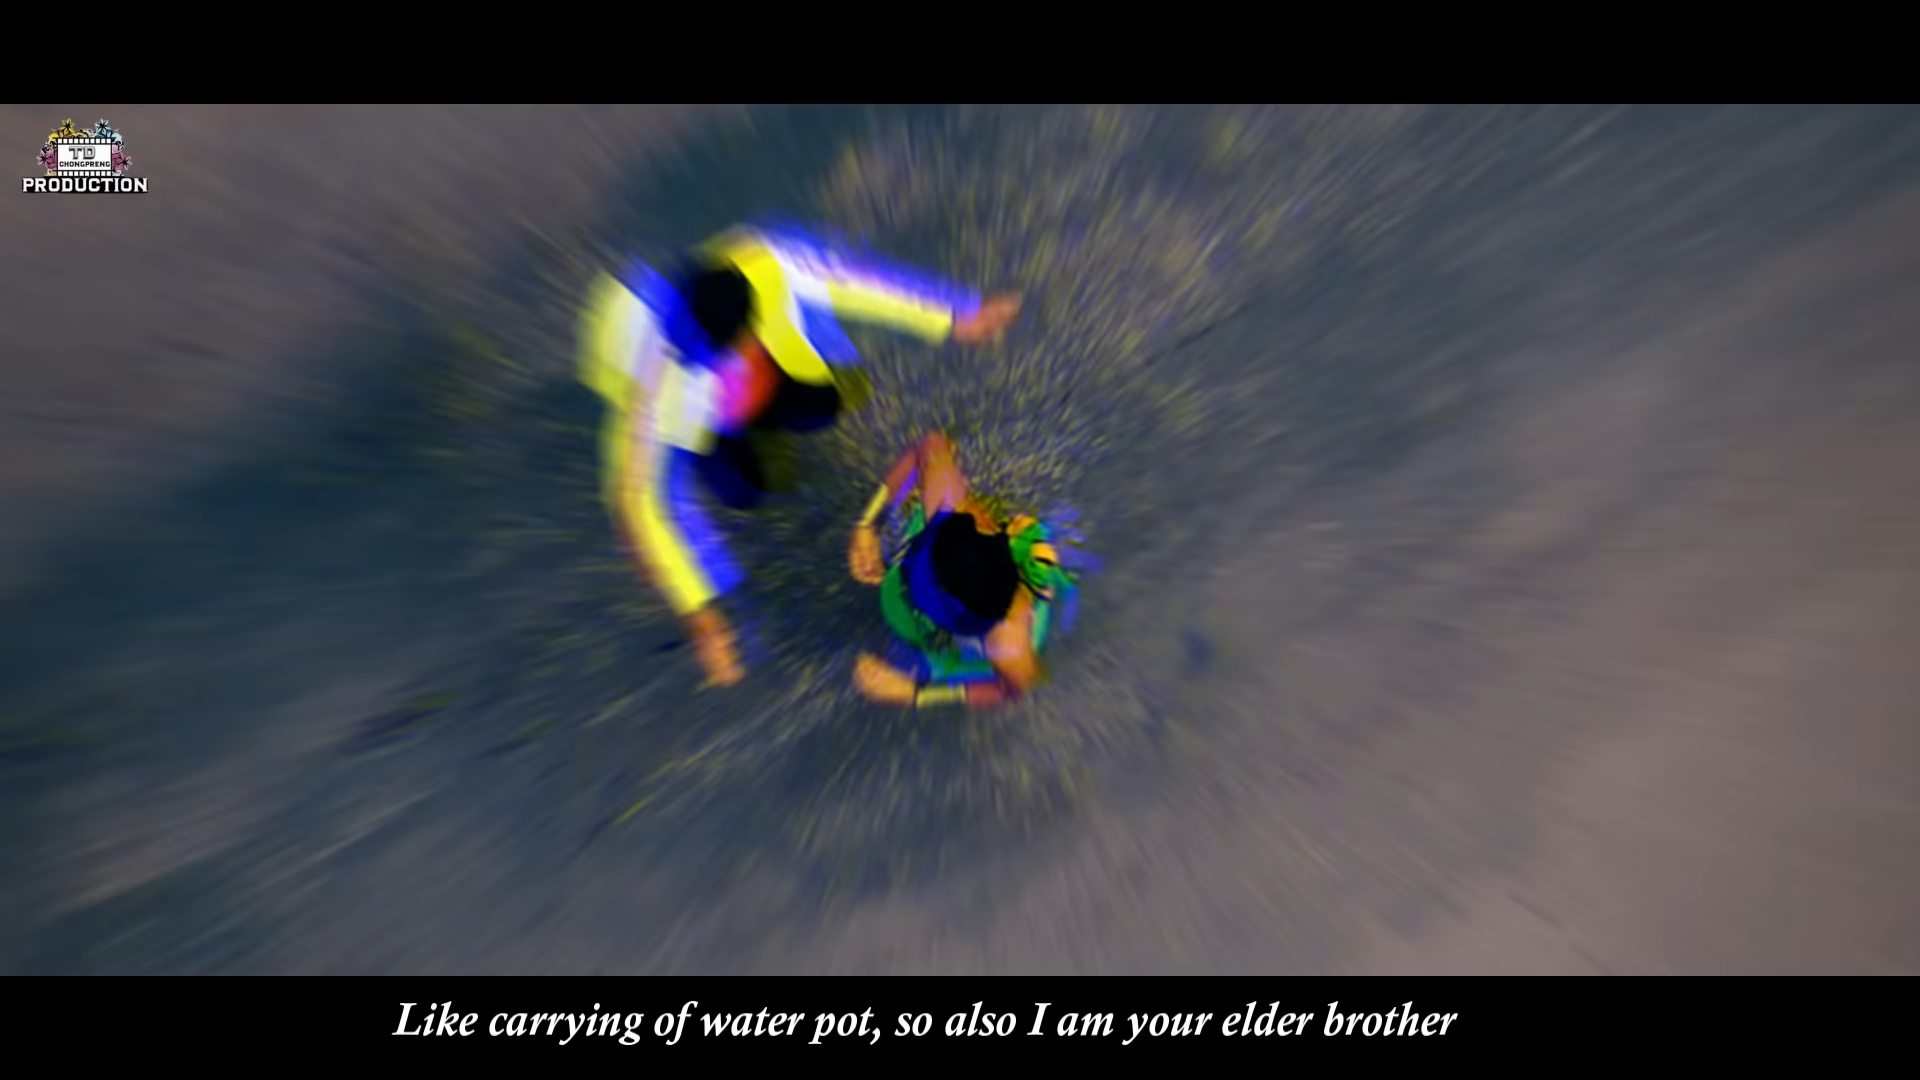 TD
CHONGPRENG
PRODUCTION
Like carrying of water pot, so also I am your elder brother